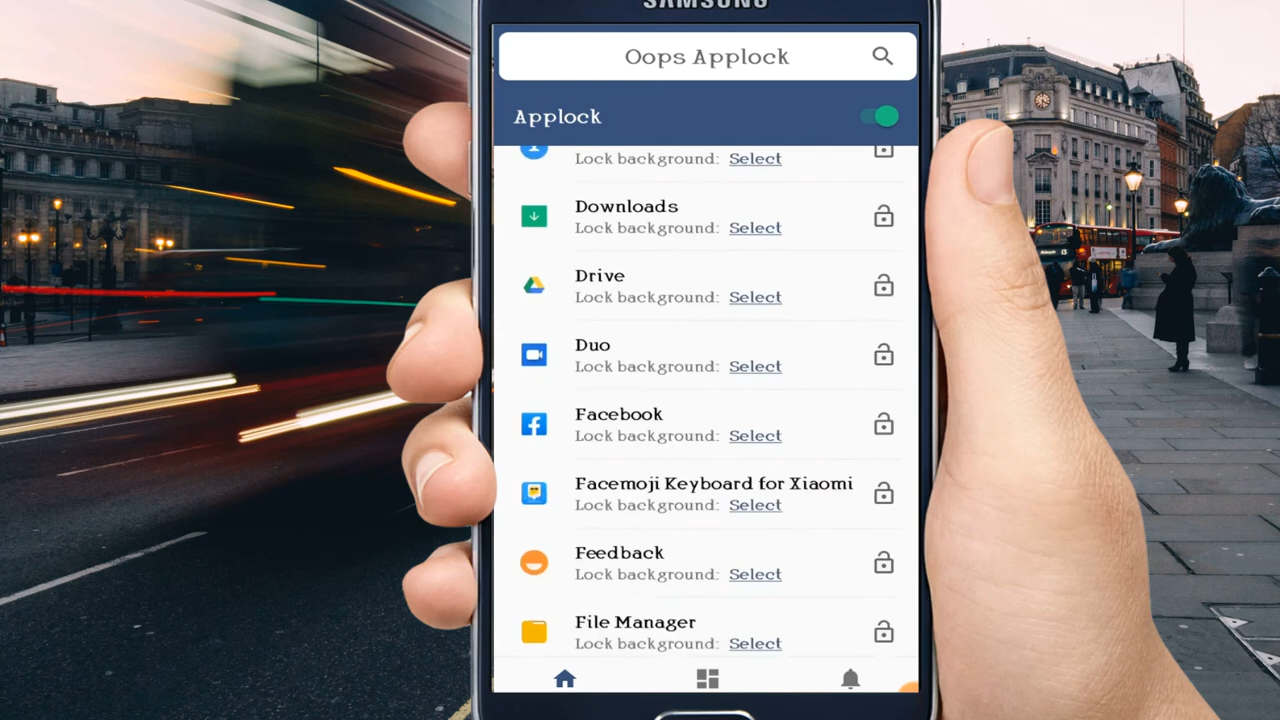 SAMSUNG
Oops Applock
Applock
Lock background: Select
Downloads
Lock background: Select
Drive
Lock background: Select
Duo
Lock background: Select
Facebook
Lock background: Select
Facemoji Keyboard for Xiaomi
Lock background: Select
Feedback
Lock background: Select
File Manager
Lock background: Select